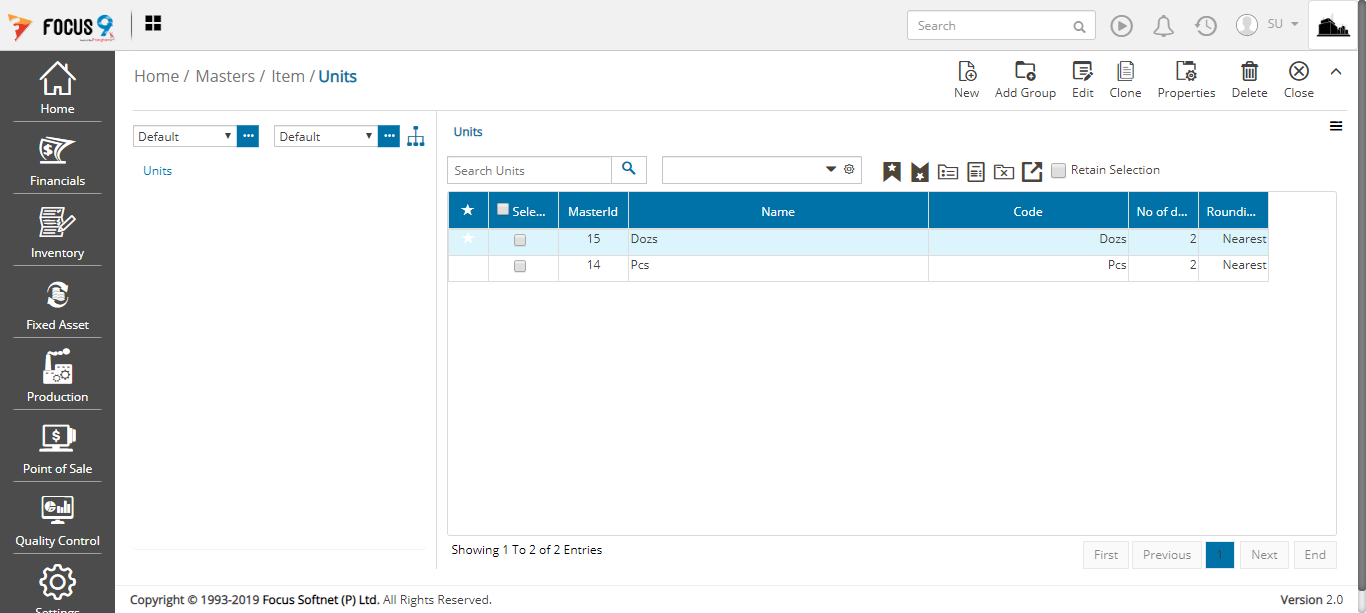 FOCUS 9
Search
SU
Home / Masters / Item / Units
New
Add Group
Edit
Clone
Properties
Delete
Close
Home
Financials
Inventory
Fixed Asset
Production
Point of Sale
Quality Control
Settings
Default
Default
Units
Units
Search Units
Retain Selection
Sele... MasterId Name Code No of d... Roundi...
15 Dozs Dozs 2 Nearest
14 Pcs Pcs 2 Nearest
Showing 1 To 2 of 2 Entries
First Previous 1 Next End
Copyright © 1993-2019 Focus Softnet (P) Ltd. All Rights Reserved.
Version 2.0